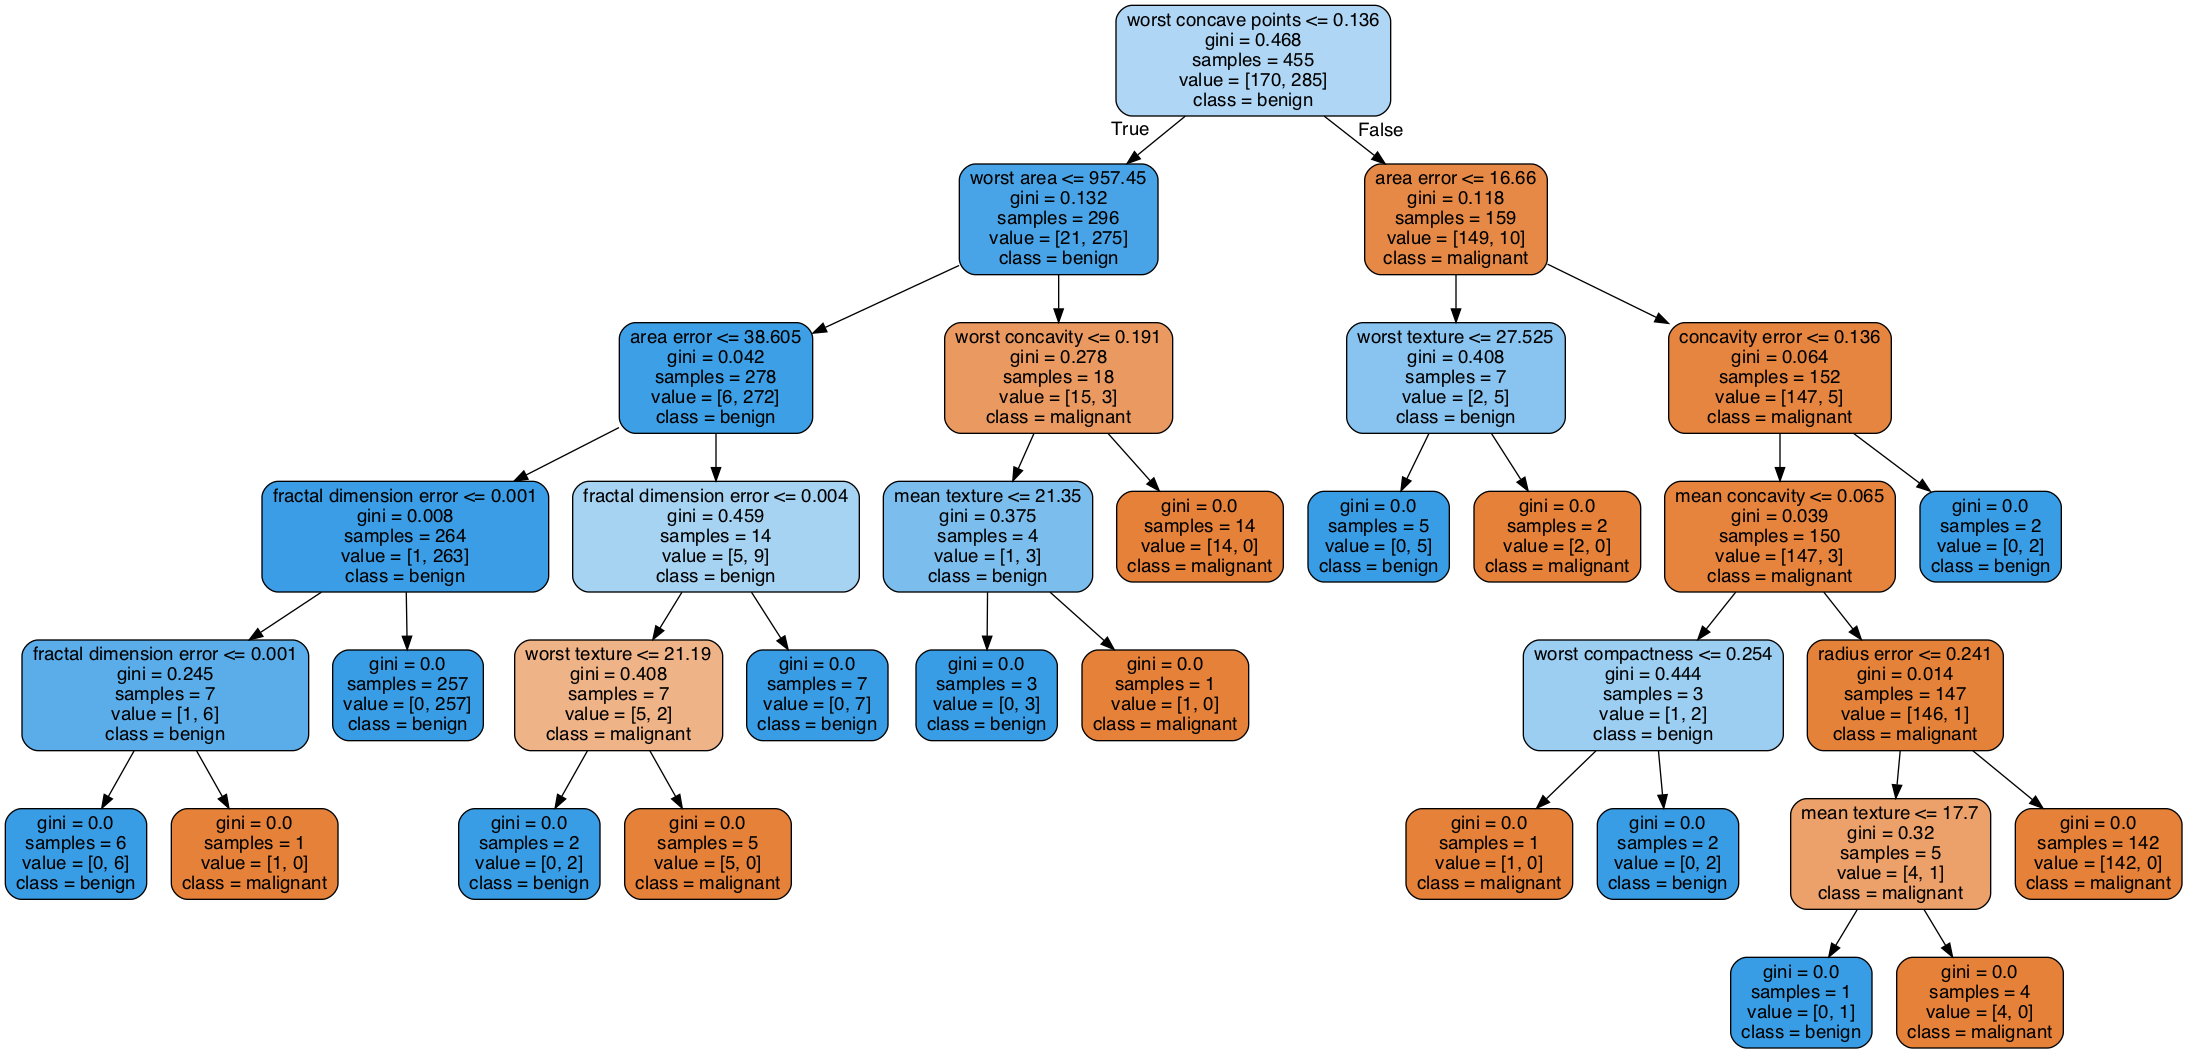 worst concave points <= 0.136
gini = 0.468
samples = 455
value = [170, 285]
class = benign
True
False
worst area <= 957.45
gini = 0.132
samples = 296
value = [21, 275]
class = benign
area error <= 16.66
gini = 0.118
samples = 159
value = [149, 10]
class = malignant
area error <= 38.605
gini = 0.042
samples = 278
value = [6, 272]
class = benign
worst concavity <= 0.191
gini = 0.278
samples = 18
value = [15, 3]
class = malignant
worst texture <= 27.525
gini = 0.408
samples = 7
value = [2, 5]
class = benign
concavity error <= 0.136
gini = 0.064
samples = 152
value = [147, 5]
class = malignant
fractal dimension error <= 0.001
gini = 0.008
samples = 264
value = [1, 263]
class = benign
fractal dimension error <= 0.004
gini = 0.459
samples = 14
value = [5, 9]
class = benign
mean texture <= 21.35
gini = 0.375
samples = 4
value = [1, 3]
class = benign
gini = 0.0
samples = 14
value = [14, 0]
class = malignant
gini = 0.0
samples = 5
value = [0, 5]
class = benign
gini = 0.0
samples = 2
value = [2, 0]
class = malignant
mean concavity <= 0.065
gini = 0.039
samples = 150
value = [147, 3]
class = malignant
gini = 0.0
samples = 2
value = [0, 2]
class = benign
fractal dimension error <= 0.001
gini = 0.245
samples = 7
value = [1, 6]
class = benign
gini = 0.0
samples = 257
value = [0, 257]
class = benign
worst texture <= 21.19
gini = 0.408
samples = 7
value = [5, 2]
class = malignant
gini = 0.0
samples = 7
value = [0, 7]
class = benign
gini = 0.0
samples = 3
value = [0, 3]
class = benign
gini = 0.0
samples = 1
value = [1, 0]
class = malignant
worst compactness <= 0.254
gini = 0.444
samples = 3
value = [1, 2]
class = benign
radius error <= 0.241
gini = 0.014
samples = 147
value = [146, 1]
class = malignant
gini = 0.0
samples = 6
value = [0, 6]
class = benign
gini = 0.0
samples = 1
value = [1, 0]
class = malignant
gini = 0.0
samples = 2
value = [0, 2]
class = benign
gini = 0.0
samples = 5
value = [5, 0]
class = malignant
gini = 0.0
samples = 1
value = [1, 0]
class = malignant
gini = 0.0
samples = 2
value = [0, 2]
class = benign
mean texture <= 17.7
gini = 0.32
samples = 5
value = [4, 1]
class = malignant
gini = 0.0
samples = 142
value = [142, 0]
class = malignant
gini = 0.0
samples = 1
value = [0, 1]
class = benign
gini = 0.0
samples = 4
value = [4, 0]
class = malignant